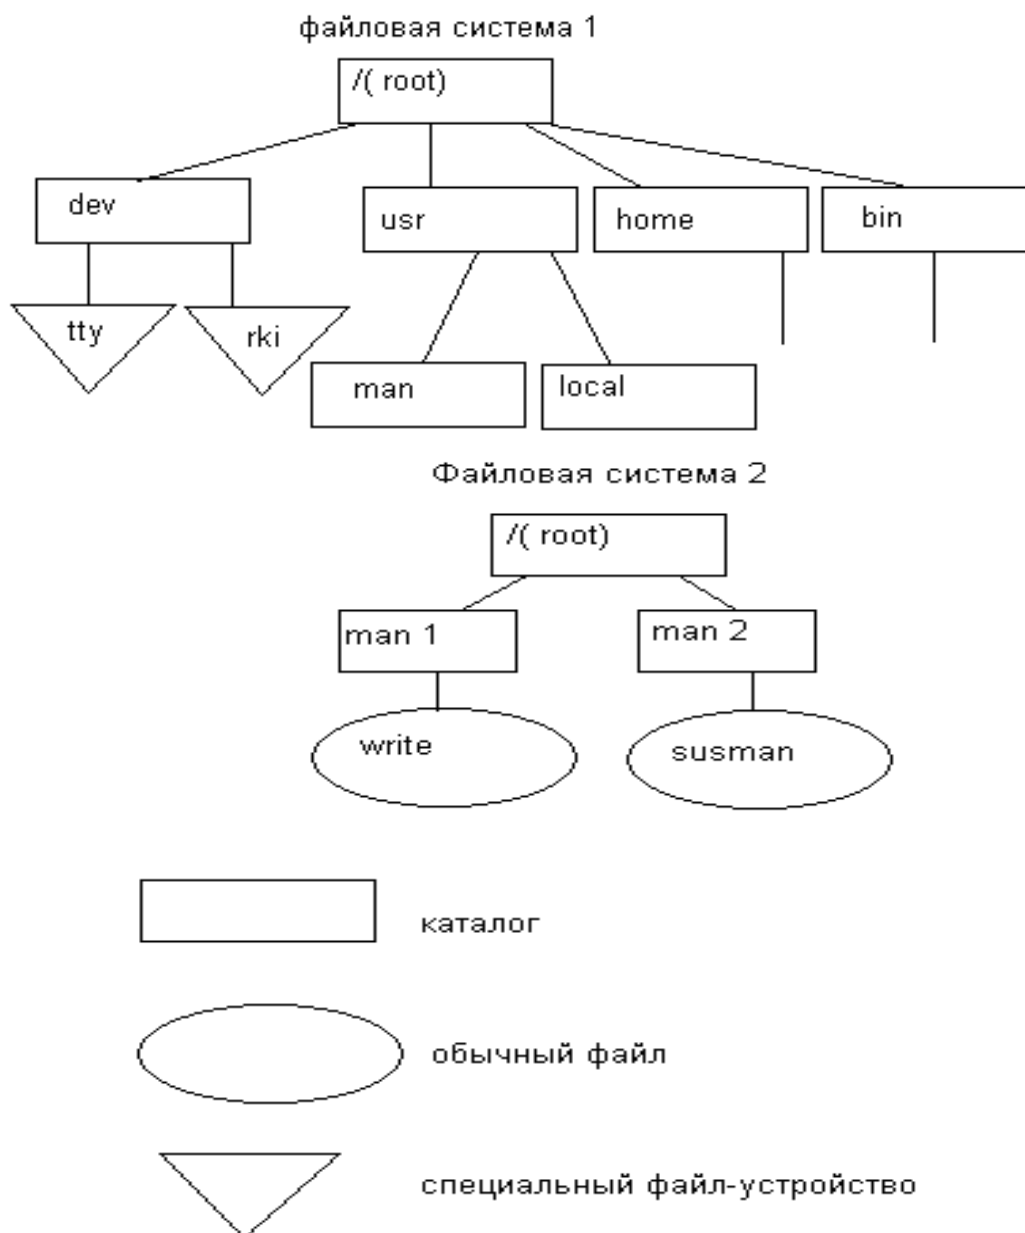 файловая система 1
/( root)
dev
usr
home
bin
tty
rki
man
local
Файловая система 2
/( root)
man 1
man 2
write
susman
каталог
обычный файл
специальный файл-устройство